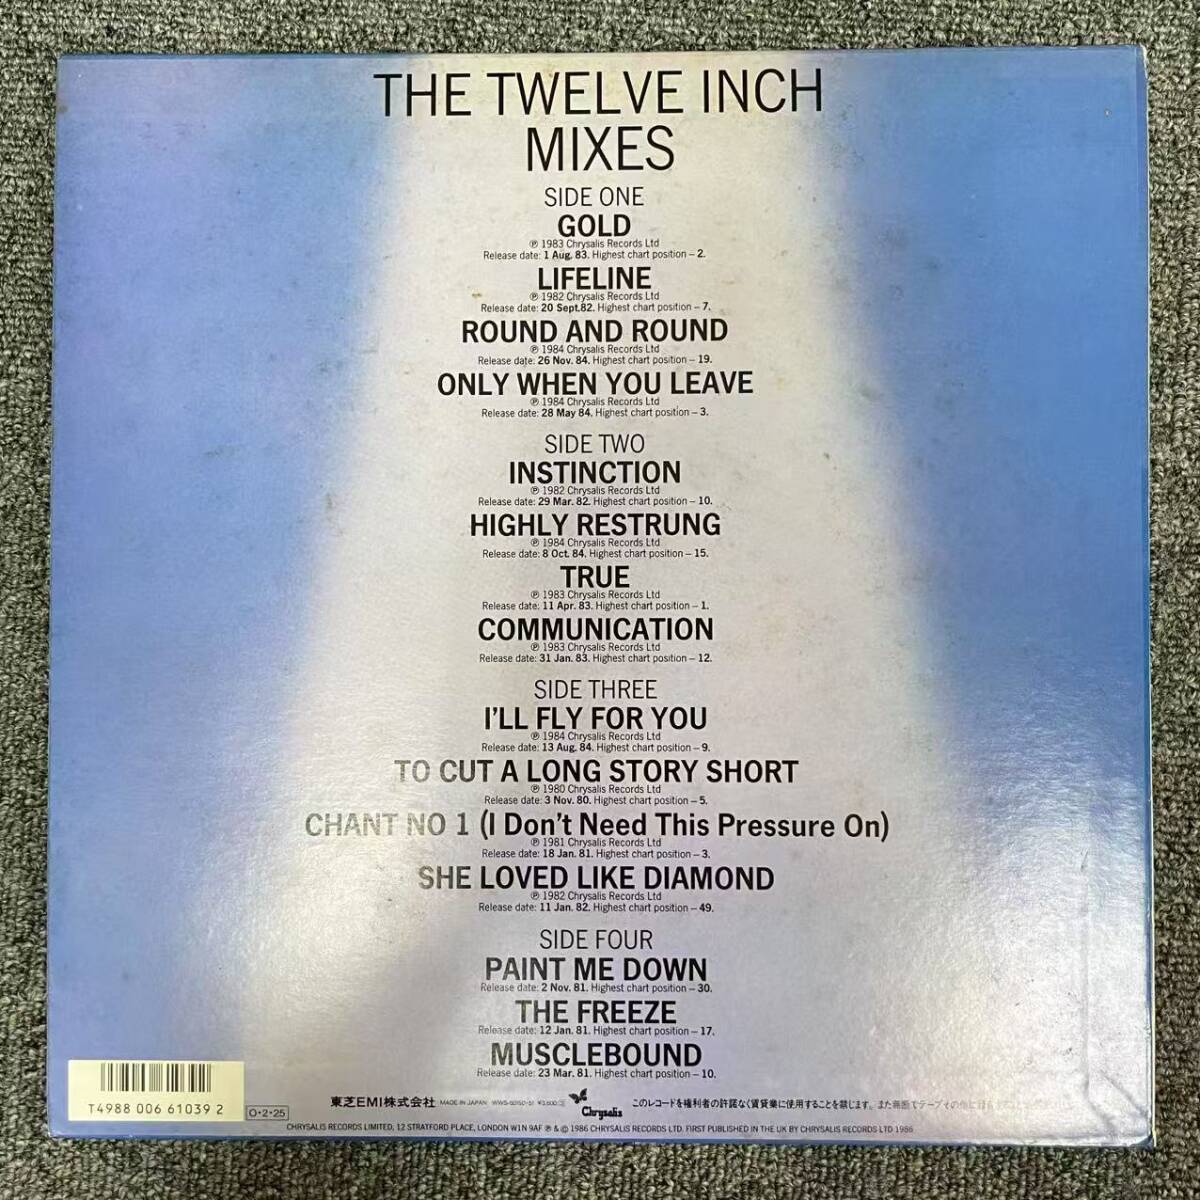 THE TWELVE INCH
MIXES
SIDE ONE
GOLD
℗ 1983 Chrysalis Records Ltd
Release date: 1 Aug. 83. Highest chart position – 2.
LIFELINE
℗ 1982 Chrysalis Records Ltd
Release date: 20 Sept.82. Highest chart position – 7.
ROUND AND ROUND
℗ 1984 Chrysalis Records Ltd
Release date: 26 Nov. 84. Highest chart position – 19.
ONLY WHEN YOU LEAVE
℗ 1984 Chrysalis Records Ltd
Release date: 28 May 84. Highest chart position – 3.
SIDE TWO
INSTINCTION
℗ 1982 Chrysalis Records Ltd
Release date: 29 Mar. 82. Highest chart position – 10.
HIGHLY RESTRUNG
℗ 1984 Chrysalis Records Ltd
Release date: 8 Oct. 84. Highest chart position – 15.
TRUE
℗ 1983 Chrysalis Records Ltd
Release date: 11 Apr. 83. Highest chart position – 1.
COMMUNICATION
℗ 1983 Chrysalis Records Ltd
Release date: 31 Jan. 83. Highest chart position – 12.
SIDE THREE
I'LL FLY FOR YOU
℗ 1984 Chrysalis Records Ltd
Release date: 13 Aug. 84. Highest chart position – 9.
TO CUT A LONG STORY SHORT
℗ 1980 Chrysalis Records Ltd
Release date: 3 Nov. 80. Highest chart position – 5.
CHANT NO 1 (I Don't Need This Pressure On)
℗ 1981 Chrysalis Records Ltd
Release date: 18 Jan. 81. Highest chart position – 3.
SHE LOVED LIKE DIAMOND
℗ 1982 Chrysalis Records Ltd
Release date: 11 Jan. 82. Highest chart position – 49.
SIDE FOUR
PAINT ME DOWN
Release date: 2 Nov. 81. Highest chart position – 30.
THE FREEZE
Release date: 12 Jan. 81. Highest chart position – 17.
MUSCLEBOUND
Release date: 23 Mar. 81. Highest chart position – 10.
T4988 006 61039 2
O·2·25
東芝EMI株式会社 MADE IN JAPAN
Chrysalis
このレコードを権利者の許諾なく賃貸業に使用することを禁じます。また無断でテープその他に録
CHRYSALIS RECORDS LIMITED, 12 STRATFORD PLACE, LONDON W1N 9AF ℗ & © 1986 CHRYSALIS RECORDS LTD. FIRST PUBLISHED IN THE UK BY CHRYSALIS RECORDS LTD 1986